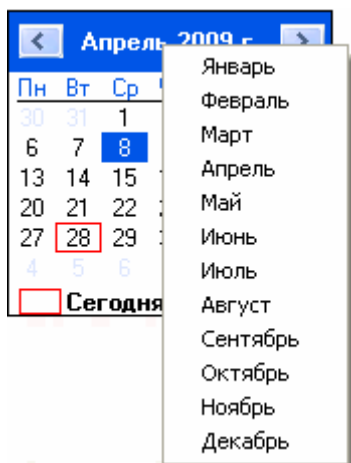 Апрель 2009 г.
Пн Вт Ср
30 31 1
6 7 8
13 14 15
20 21 22
27 28 29
4 5 6
Сегодня
Январь
Февраль
Март
Апрель
Май
Июнь
Июль
Август
Сентябрь
Октябрь
Ноябрь
Декабрь